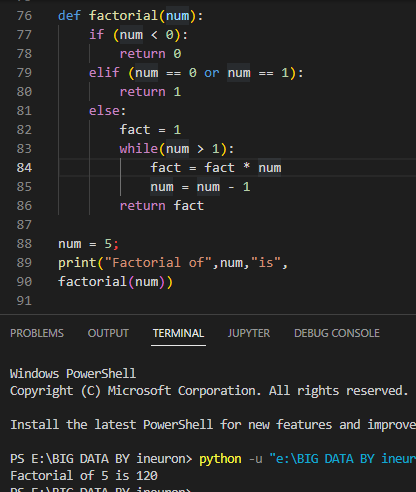 76 def factorial(num):
77     if (num < 0):
78         return 0
79     elif (num == 0 or num == 1):
80         return 1
81     else:
82         fact = 1
83         while(num > 1):
84             fact = fact * num
85             num = num - 1
86         return fact
87
88 num = 5;
89 print("Factorial of",num,"is",
90 factorial(num))
91
PROBLEMS OUTPUT TERMINAL JUPYTER DEBUG CONSOLE
Windows PowerShell
Copyright (C) Microsoft Corporation. All rights reserved.
Install the latest PowerShell for new features and improve
PS E:\BIG DATA BY ineuron> python -u "e:\BIG DATA BY ineur
Factorial of 5 is 120
PS E:\BIG DATA BY ineuron>